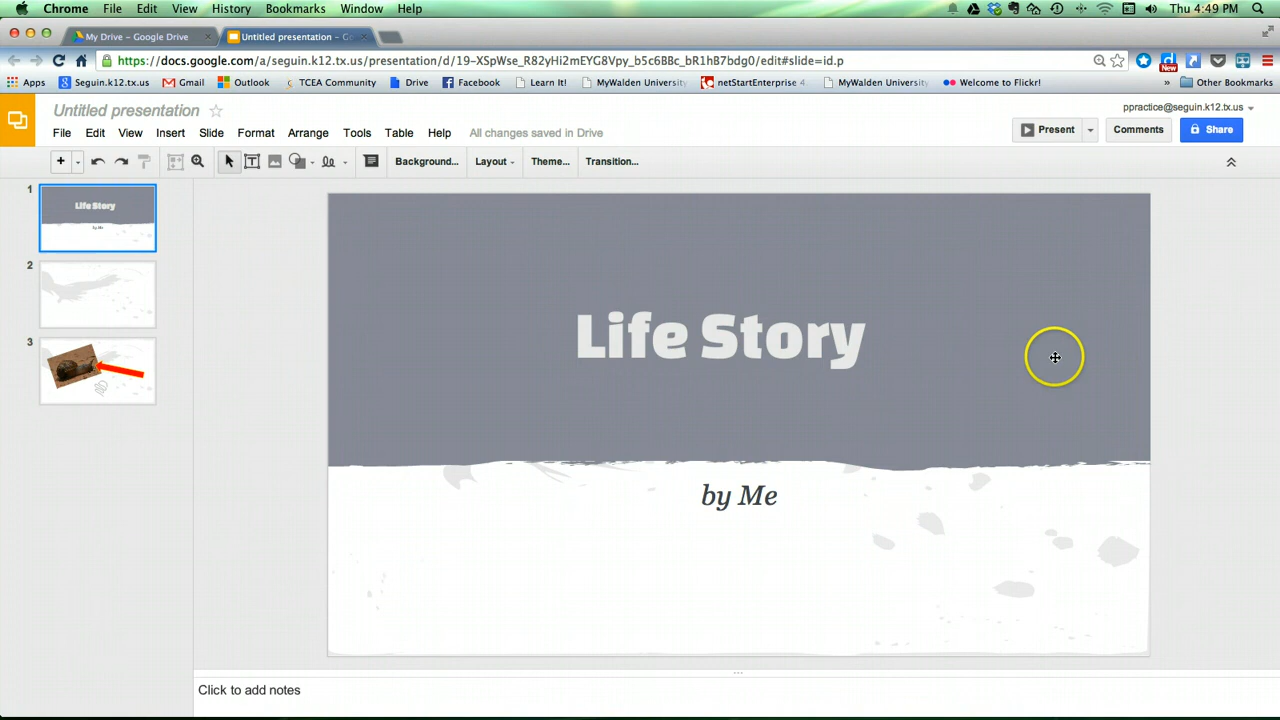 Chrome File Edit View History Bookmarks Window Help Thu 4:49 PM
My Drive – Google Drive Untitled presentation – Go
https://docs.google.com/a/seguin.k12.tx.us/presentation/d/19-XSpWse_R82yHi2mEYG8Vpy_b5c6BBc_bR1hB7bdg0/edit#slide=id.p
Apps Seguin.k12.tx.us Gmail Outlook TCEA Community Drive Facebook Learn It! MyWalden University netStartEnterprise 4. MyWalden University Welcome to Flickr! » Other Bookmarks
New
Untitled presentation
ppractice@seguin.k12.tx.us
File Edit View Insert Slide Format Arrange Tools Table Help All changes saved in Drive
Present Comments Share
Background... Layout Theme... Transition...
1
Life Story
by Me
2
3
Life Story
by Me
Click to add notes